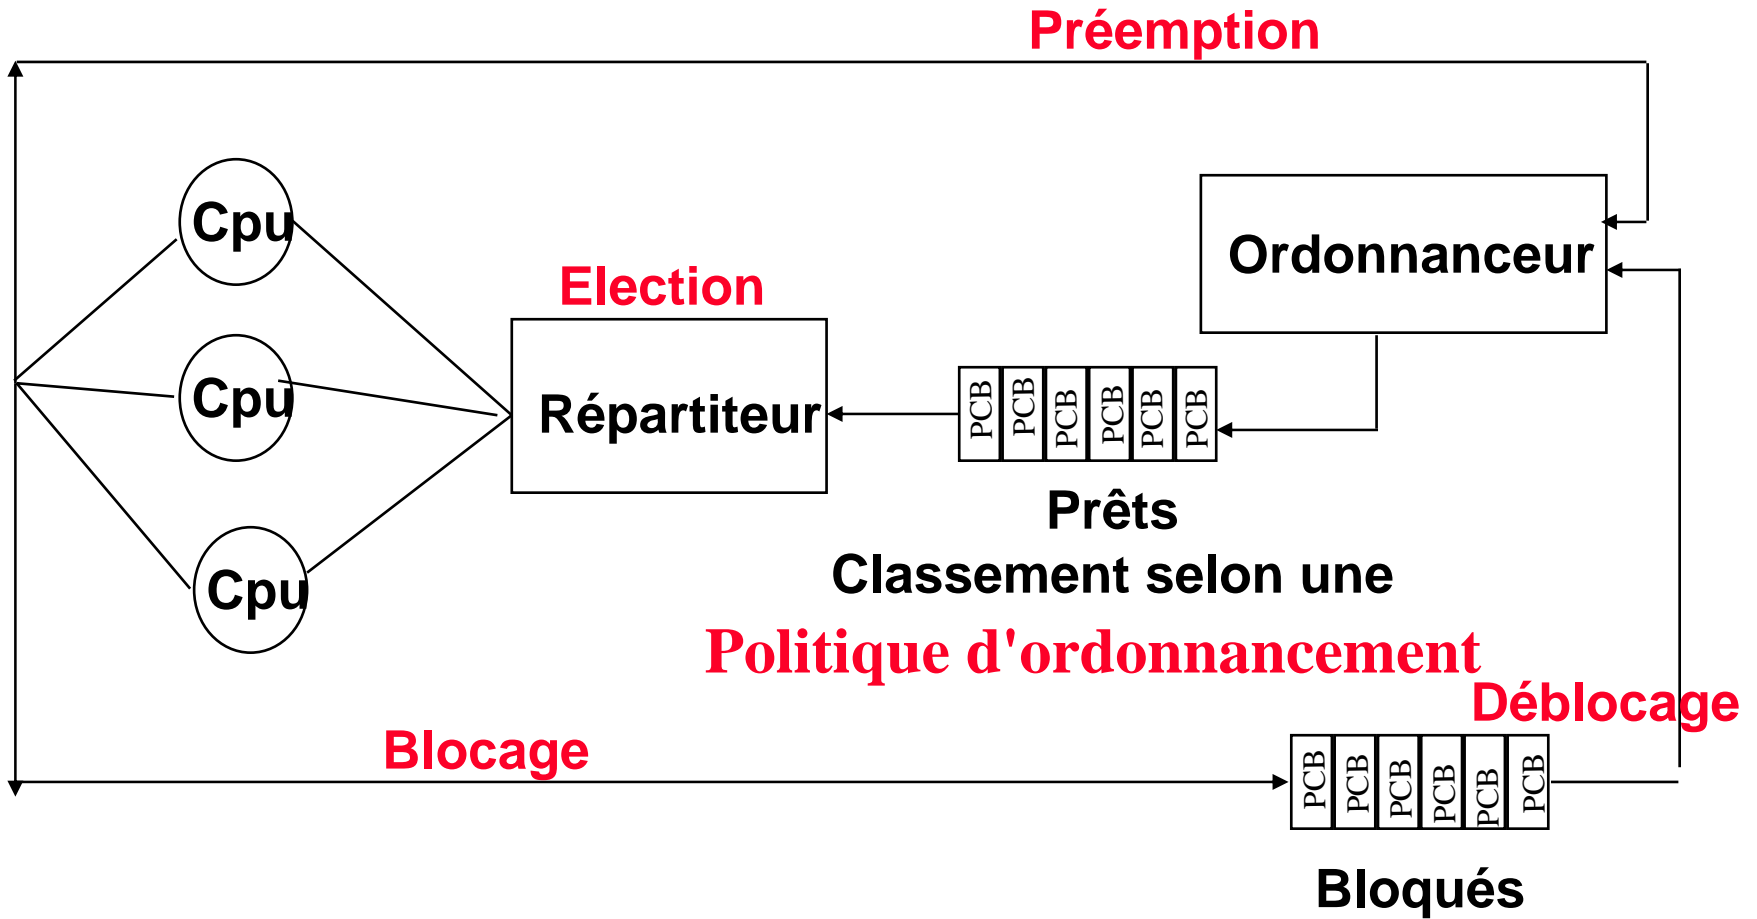 Préemption
Cpu
Ordonnanceur
Election
Cpu
Répartiteur
PCB PCB PCB PCB PCB PCB
Prêts
Cpu
Classement selon une
Politique d'ordonnancement
Déblocage
Blocage
PCB PCB PCB PCB PCB PCB
Bloqués